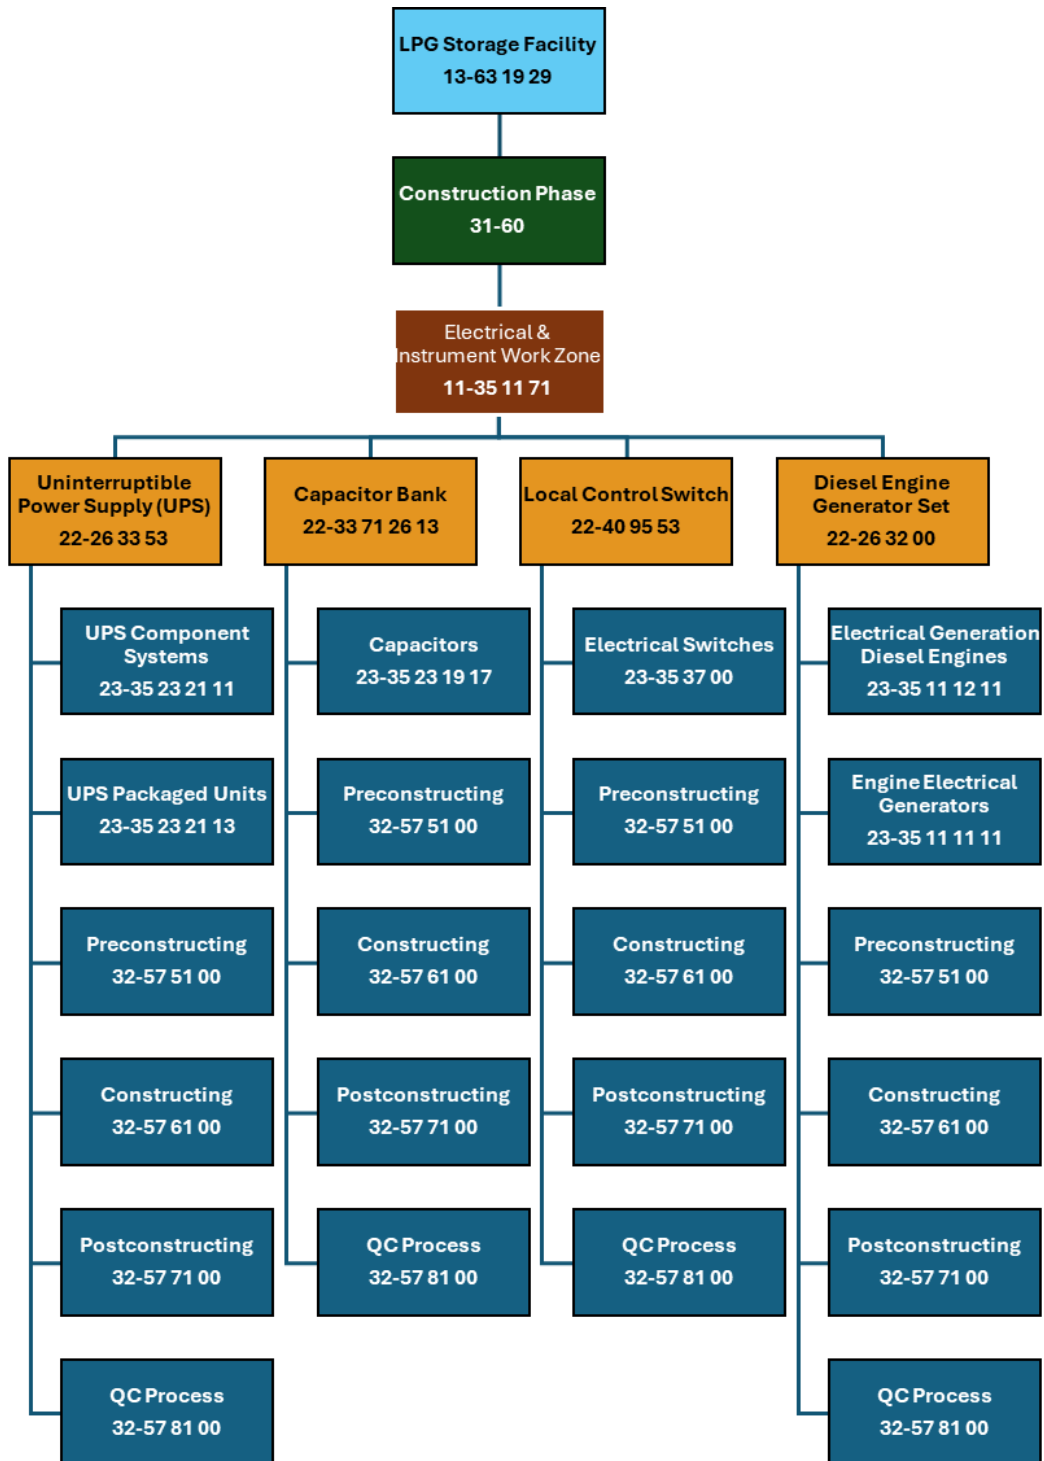 LPG Storage Facility
13-63 19 29
Construction Phase
31-60
Electrical &
Instrument Work Zone
11-35 11 71
Uninterruptible
Power Supply (UPS)
22-26 33 53
UPS Component
Systems
23-35 23 21 11
UPS Packaged Units
23-35 23 21 13
Preconstructing
32-57 51 00
Constructing
32-57 61 00
Postconstructing
32-57 71 00
QC Process
32-57 81 00
Capacitor Bank
22-33 71 26 13
Capacitors
23-35 23 19 17
Preconstructing
32-57 51 00
Constructing
32-57 61 00
Postconstructing
32-57 71 00
QC Process
32-57 81 00
Local Control Switch
22-40 95 53
Electrical Switches
23-35 37 00
Preconstructing
32-57 51 00
Constructing
32-57 61 00
Postconstructing
32-57 71 00
QC Process
32-57 81 00
Diesel Engine
Generator Set
22-26 32 00
Electrical Generation
Diesel Engines
23-35 11 12 11
Engine Electrical
Generators
23-35 11 11 11
Preconstructing
32-57 51 00
Constructing
32-57 61 00
Postconstructing
32-57 71 00
QC Process
32-57 81 00